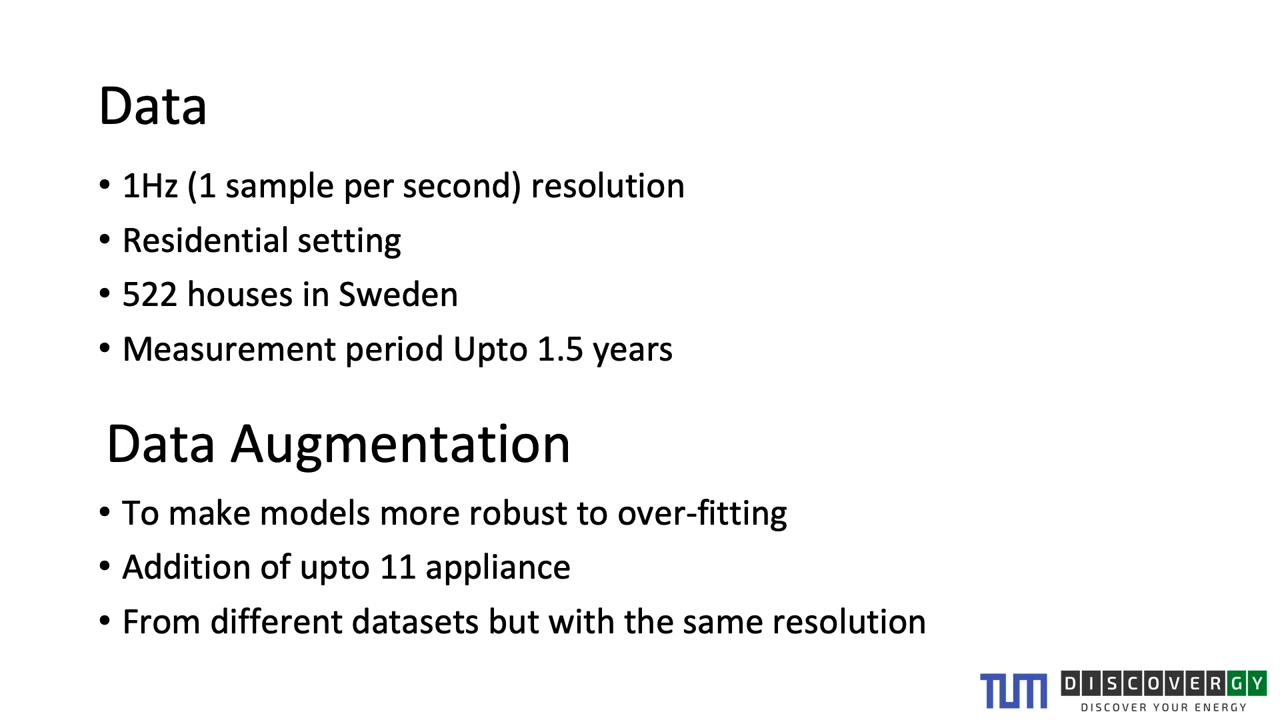 Data
• 1Hz (1 sample per second) resolution
• Residential setting
• 522 houses in Sweden
• Measurement period Upto 1.5 years
Data Augmentation
• To make models more robust to over-fitting
• Addition of upto 11 appliance
• From different datasets but with the same resolution
TUM DISCOVERGY
DISCOVER YOUR ENERGY